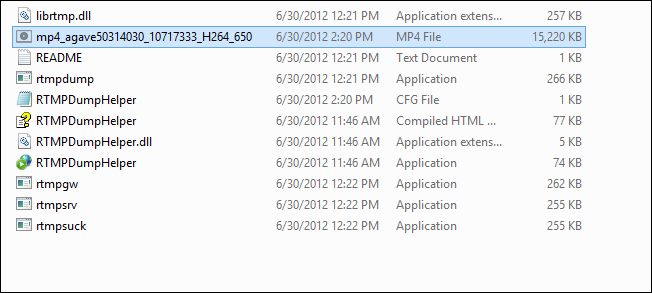 librtmp.dll 6/30/2012 12:21 PM Application extens... 257 KB
mp4_agave50314030_10717333_H264_650 6/30/2012 2:20 PM MP4 File 15,220 KB
README 6/30/2012 12:21 PM Text Document 1 KB
rtmpdump 6/30/2012 12:21 PM Application 266 KB
RTMPDumpHelper 6/30/2012 2:20 PM CFG File 1 KB
RTMPDumpHelper 6/30/2012 11:46 AM Compiled HTML ... 77 KB
RTMPDumpHelper.dll 6/30/2012 11:46 AM Application extens... 5 KB
RTMPDumpHelper 6/30/2012 11:46 AM Application 74 KB
rtmpgw 6/30/2012 12:22 PM Application 262 KB
rtmpsrv 6/30/2012 12:22 PM Application 255 KB
rtmpsuck 6/30/2012 12:22 PM Application 255 KB